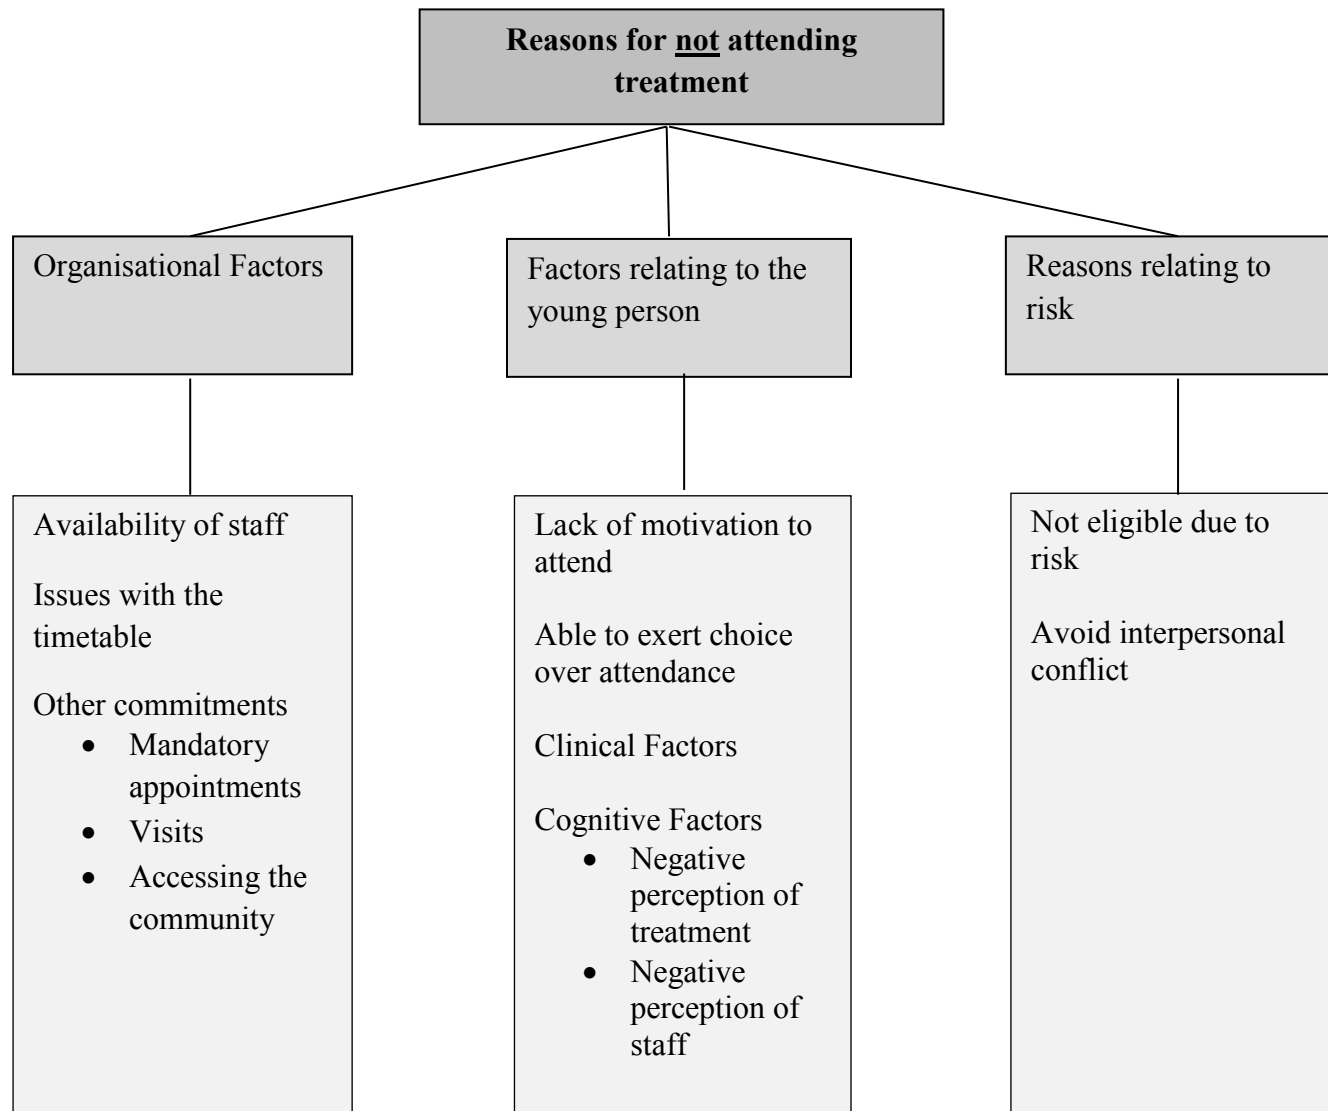 Reasons for not attending
treatment
Organisational Factors
Factors relating to the
young person
Reasons relating to
risk
Availability of staff
Issues with the
timetable
Other commitments
• Mandatory
appointments
• Visits
• Accessing the
community
Lack of motivation to
attend
Able to exert choice
over attendance
Clinical Factors
Cognitive Factors
• Negative
perception of
treatment
• Negative
perception of
staff
Not eligible due to
risk
Avoid interpersonal
conflict